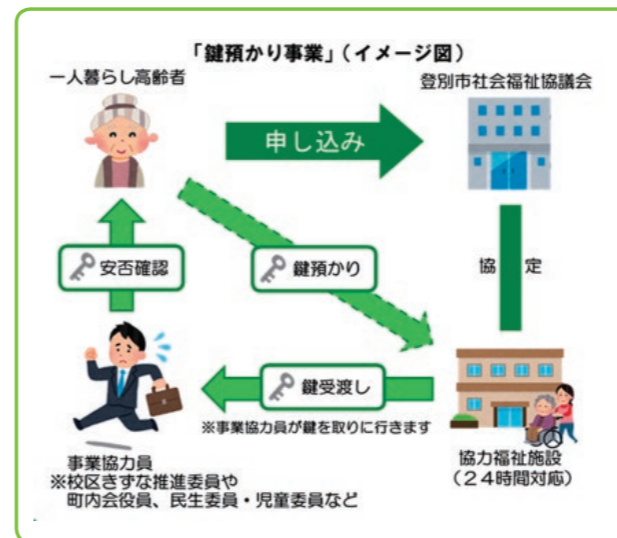 「鍵預かり事業」(イメージ図)
一人暮らし高齢者
登別市社会福祉協議会
申し込み
安否確認
鍵預かり
協 定
鍵受渡し
※事業協力員が鍵を取りに行きます
事業協力員
※校区きずな推進委員や
町内会役員、民生委員・児童委員など
協力福祉施設
(24時間対応)